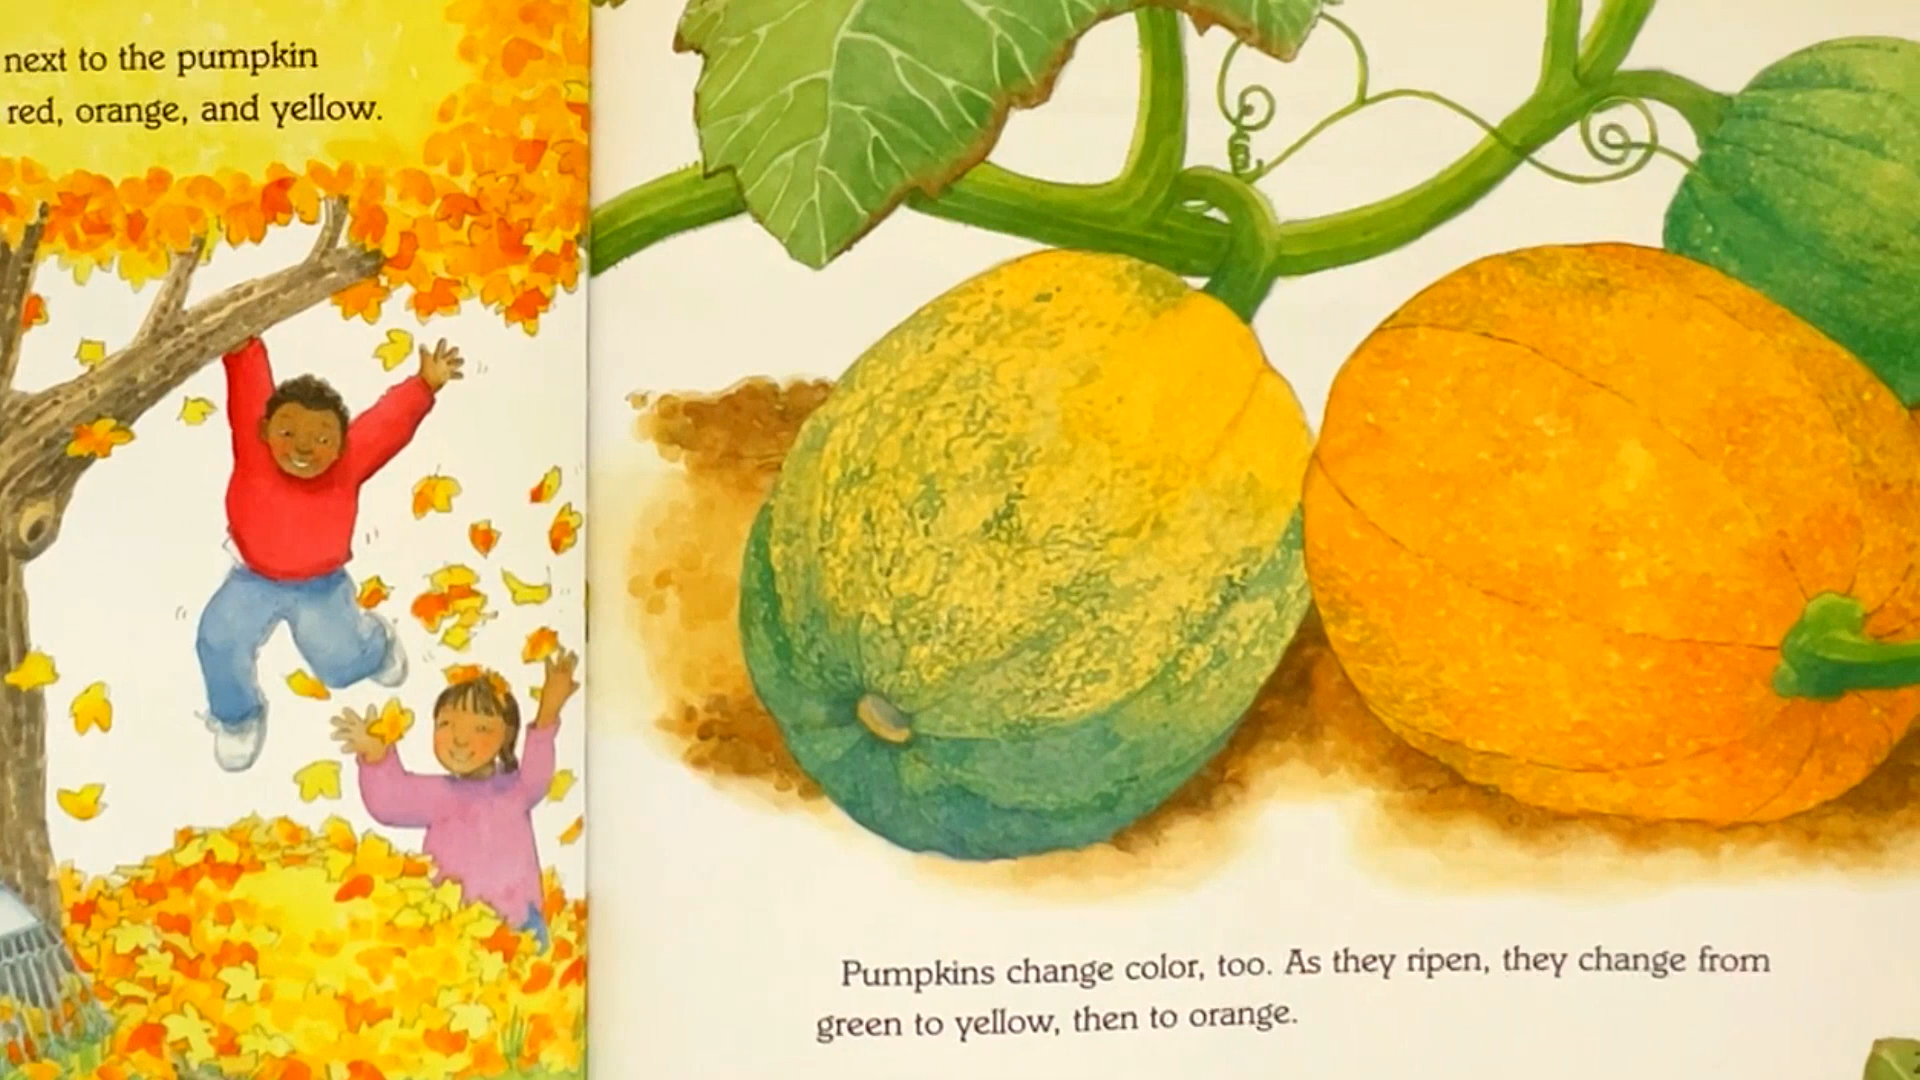 next to the pumpkin
red, orange, and yellow.
Pumpkins change color, too. As they ripen, they change from
green to yellow, then to orange.